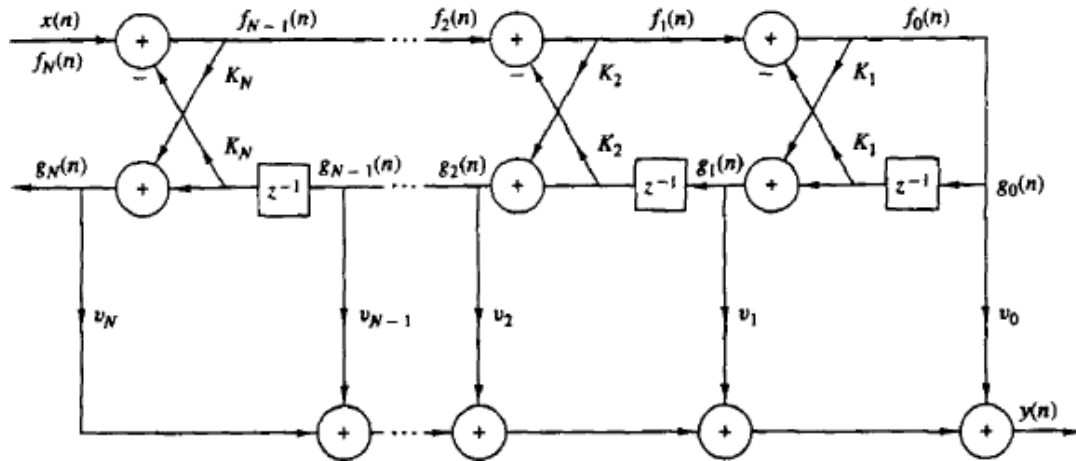 x(n) + f_{N-1}(n) ··· f_2(n) + f_1(n) + f_0(n)
f_N(n) − K_N − K_2 − K_1
g_N(n) K_N g_{N-1}(n) g_2(n) K_2 g_1(n) K_1
+ z^{-1} ··· + z^{-1} + z^{-1} g_0(n)
v_N v_{N-1} v_2 v_1 v_0
+ ··· + + + y(n)